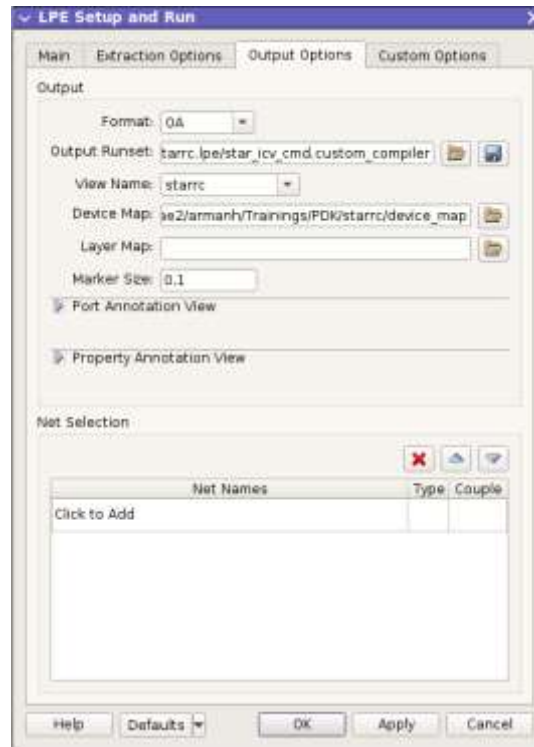 LPE Setup and Run
Main Extraction Options Output Options Custom Options
Output
Format: OA
Output Runset: tarrc.lpe/star_icv_cmd.custom_compiler
View Name: starrc
Device Map: ae2/armanh/Trainings/PDK/starrc/device_map
Layer Map:
Marker Size: 0.1
Port Annotation View
Property Annotation View
Net Selection
Net Names Type Couple
Click to Add
Help Defaults OK Apply Cancel